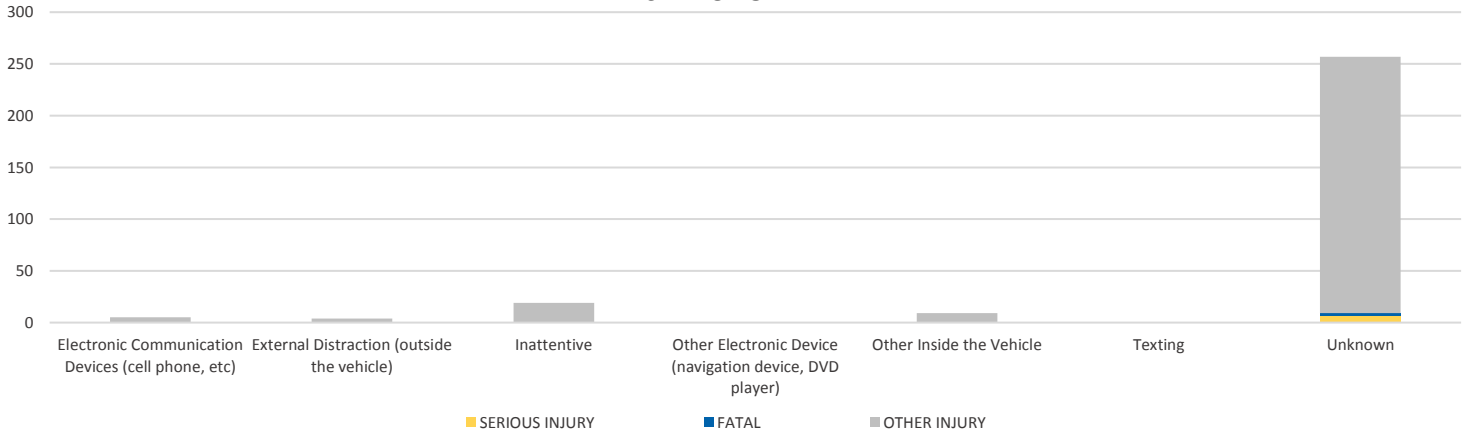 300
250
200
150
100
50
0
Electronic Communication
Devices (cell phone, etc)
External Distraction (outside
the vehicle)
Inattentive
Other Electronic Device
(navigation device, DVD
player)
Other Inside the Vehicle
Texting
Unknown
SERIOUS INJURY
FATAL
OTHER INJURY